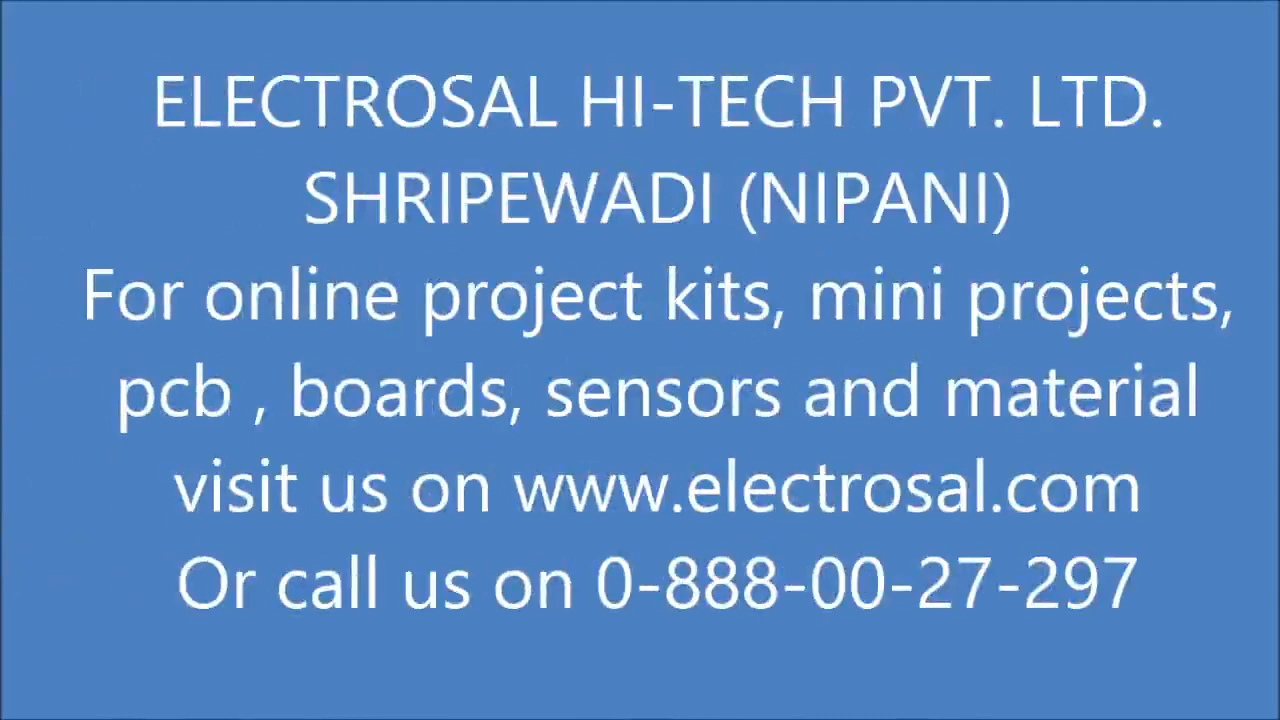 ELECTROSAL HI-TECH PVT. LTD.
SHRIPEWADI (NIPANI)
For online project kits, mini projects,
pcb , boards, sensors and material
visit us on www.electrosal.com
Or call us on 0-888-00-27-297